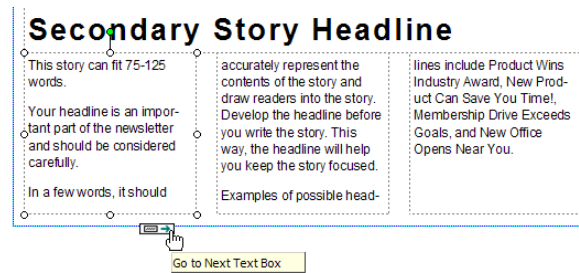 Secondary Story Headline
This story can fit 75-125
words.
Your headline is an impor-
tant part of the newsletter
and should be considered
carefully.
In a few words, it should
accurately represent the
contents of the story and
draw readers into the story.
Develop the headline before
you write the story. This
way, the headline will help
you keep the story focused.
Examples of possible head-
lines include Product Wins
Industry Award, New Prod-
uct Can Save You Time!,
Membership Drive Exceeds
Goals, and New Office
Opens Near You.
Go to Next Text Box